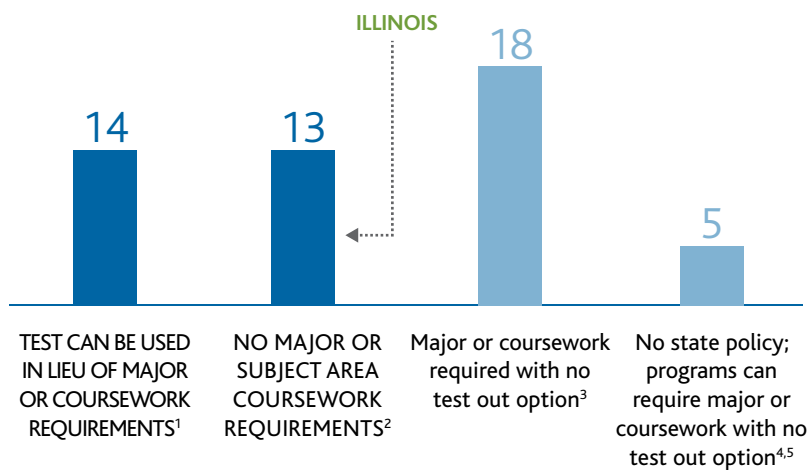 ILLINOIS
14
13
18
5
TEST CAN BE USED
IN LIEU OF MAJOR
OR COURSEWORK
REQUIREMENTS¹
NO MAJOR OR
SUBJECT AREA
COURSEWORK
REQUIREMENTS²
Major or coursework
required with no
test out option³
No state policy;
programs can
require major or
coursework with no
test out option⁴,⁵